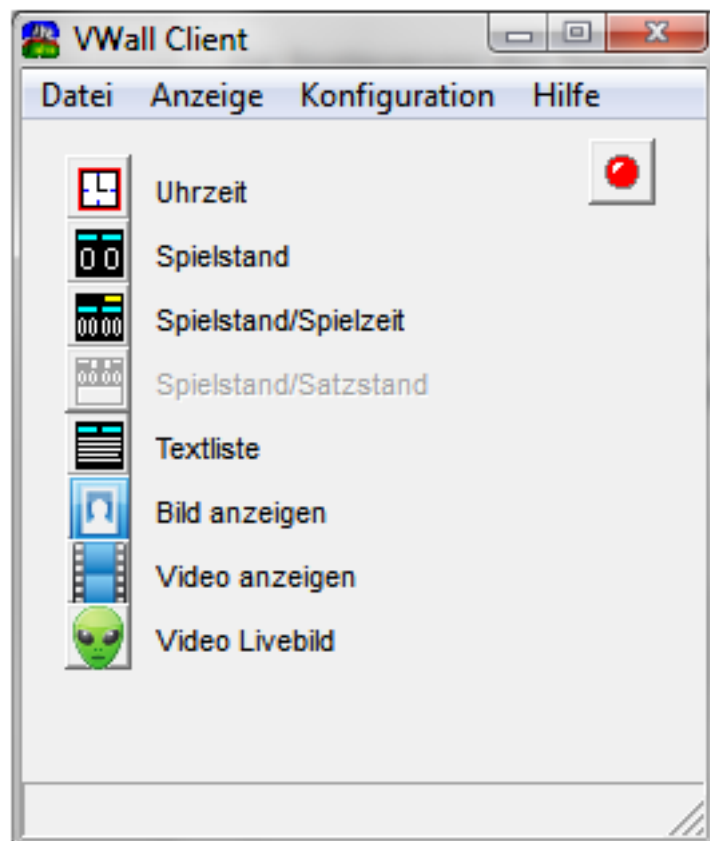 VWall Client
Datei Anzeige Konfiguration Hilfe
Uhrzeit
Spielstand
Spielstand/Spielzeit
Spielstand/Satzstand
Textliste
Bild anzeigen
Video anzeigen
Video Livebild